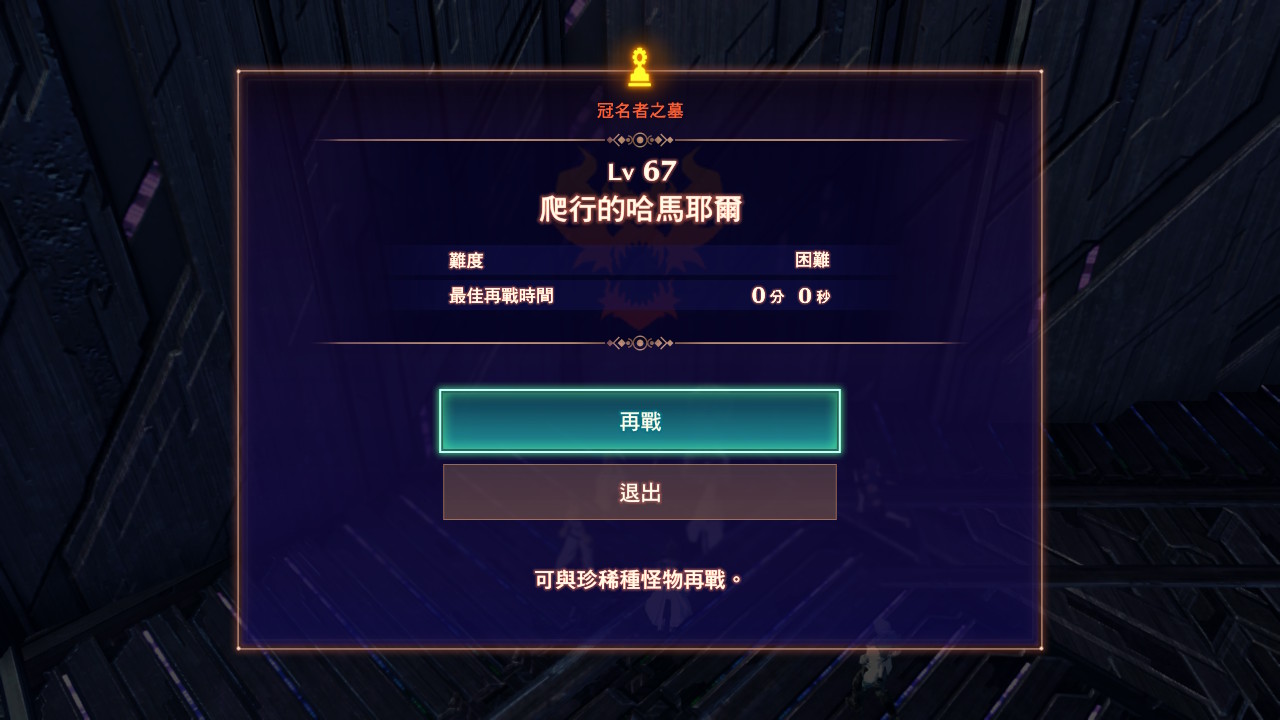 冠名者之墓
Lv 67
爬行的哈馬耶爾
難度 困難
最佳再戰時間 0分 0秒
再戰
退出
可與珍稀種怪物再戰。